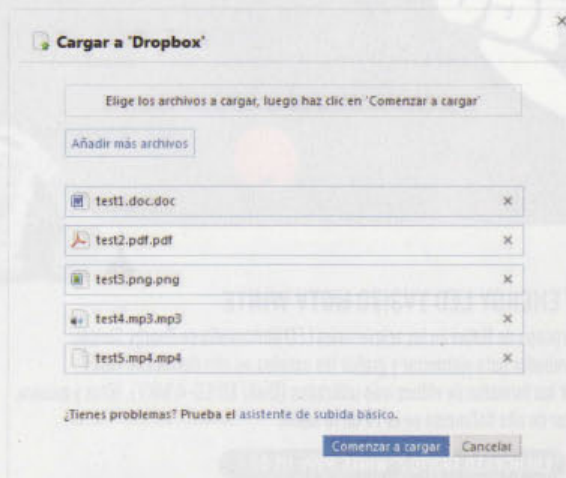 Cargar a "Dropbox"
Elige los archivos a cargar, luego haz clic en 'Comenzar a cargar'
Añadir más archivos
test1.doc.doc
test2.pdf.pdf
test3.png.png
test4.mp3.mp3
test5.mp4.mp4
¿Tienes problemas? Prueba el asistente de subida básico.
Comenzar a cargar Cancelar